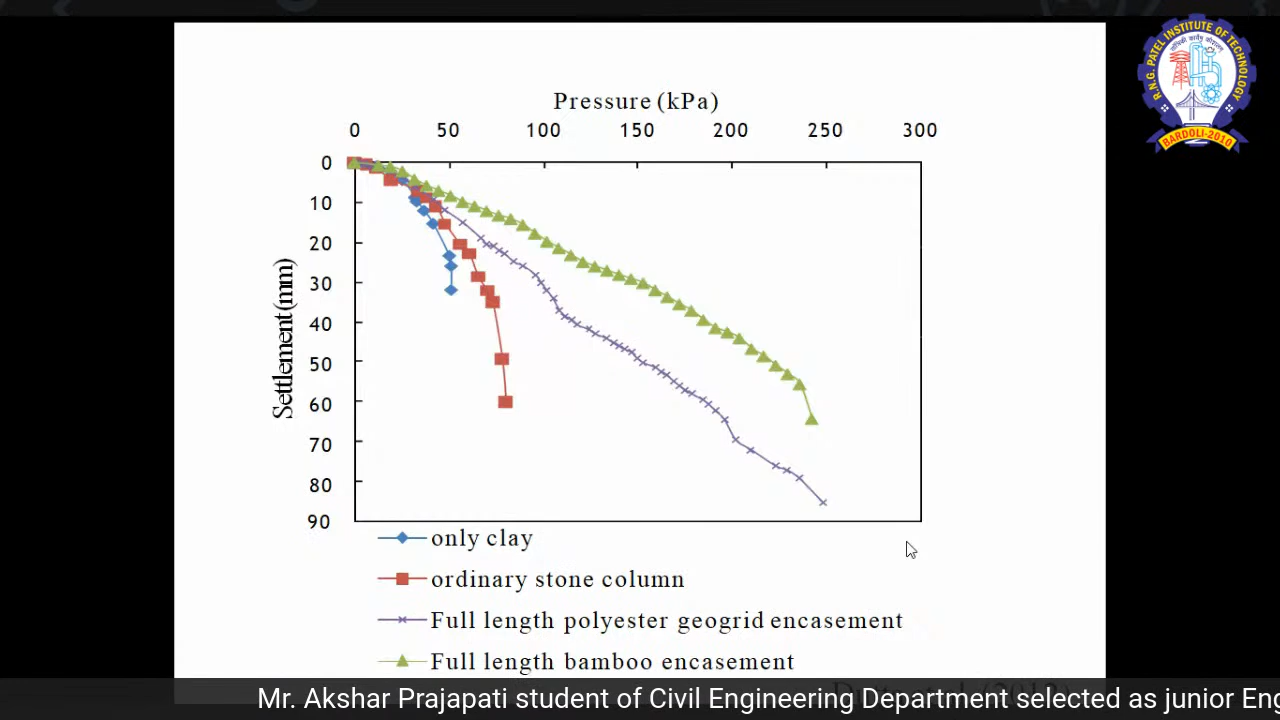 Pressure (kPa)
0 50 100 150 200 250 300
0
10
20
30
40
50
60
70
80
90
Settlement (mm)
only clay
ordinary stone column
Full length polyester geogrid encasement
Full length bamboo encasement
R.N.G. PATEL INSTITUTE OF TECHNOLOGY
BARDOLI-2010
Mr. Akshar Prajapati student of Civil Engineering Department selected as junior Eng